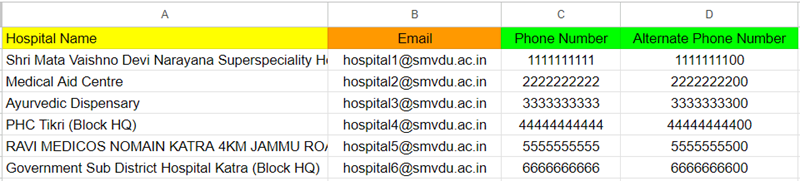 A B C D
Hospital Name Email Phone Number Alternate Phone Number
Shri Mata Vaishno Devi Narayana Superspeciality hospital1@smvdu.ac.in 1111111111 1111111100
Medical Aid Centre hospital2@smvdu.ac.in 2222222222 2222222200
Ayurvedic Dispensary hospital3@smvdu.ac.in 3333333333 3333333300
PHC Tikri (Block HQ) hospital4@smvdu.ac.in 44444444444 44444444400
RAVI MEDICOS NOMAIN KATRA 4KM JAMMU hospital5@smvdu.ac.in 5555555555 5555555500
Government Sub District Hospital Katra (Block HQ) hospital6@smvdu.ac.in 6666666666 6666666600